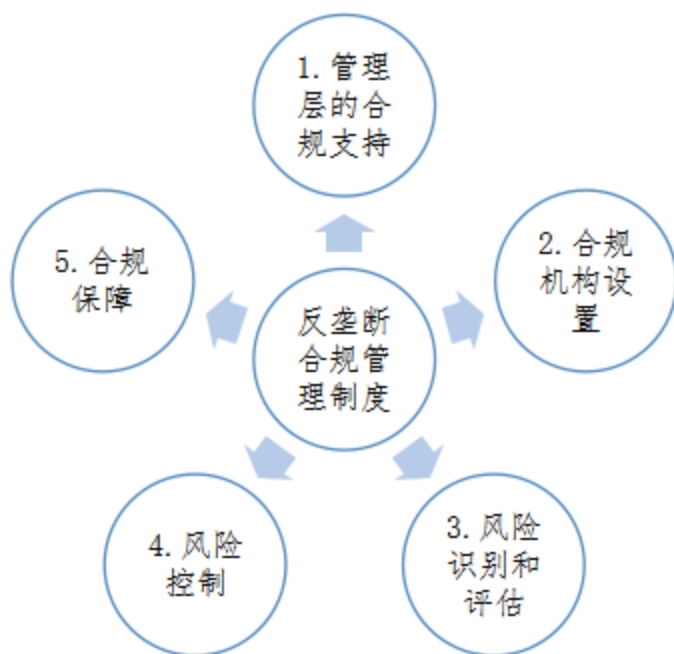 1.管理
层的合
规支持
2.合规
机构设
置
3.风险
识别和
评估
4.风险
控制
5.合规
保障
反垄断
合规管
理制度